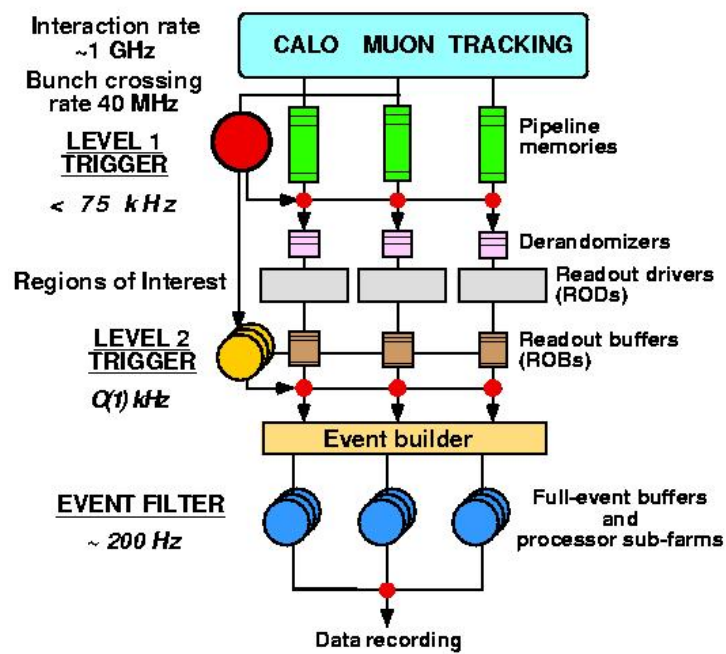 Interaction rate
~1 GHz
CALO MUON TRACKING
Bunch crossing
rate 40 MHz
LEVEL 1
TRIGGER
< 75 kHz
Pipeline
memories
Derandomizers
Regions of Interest
Readout drivers
(RODs)
LEVEL 2
TRIGGER
O(1) kHz
Readout buffers
(ROBs)
Event builder
EVENT FILTER
~ 200 Hz
Full-event buffers
and
processor sub-farms
Data recording